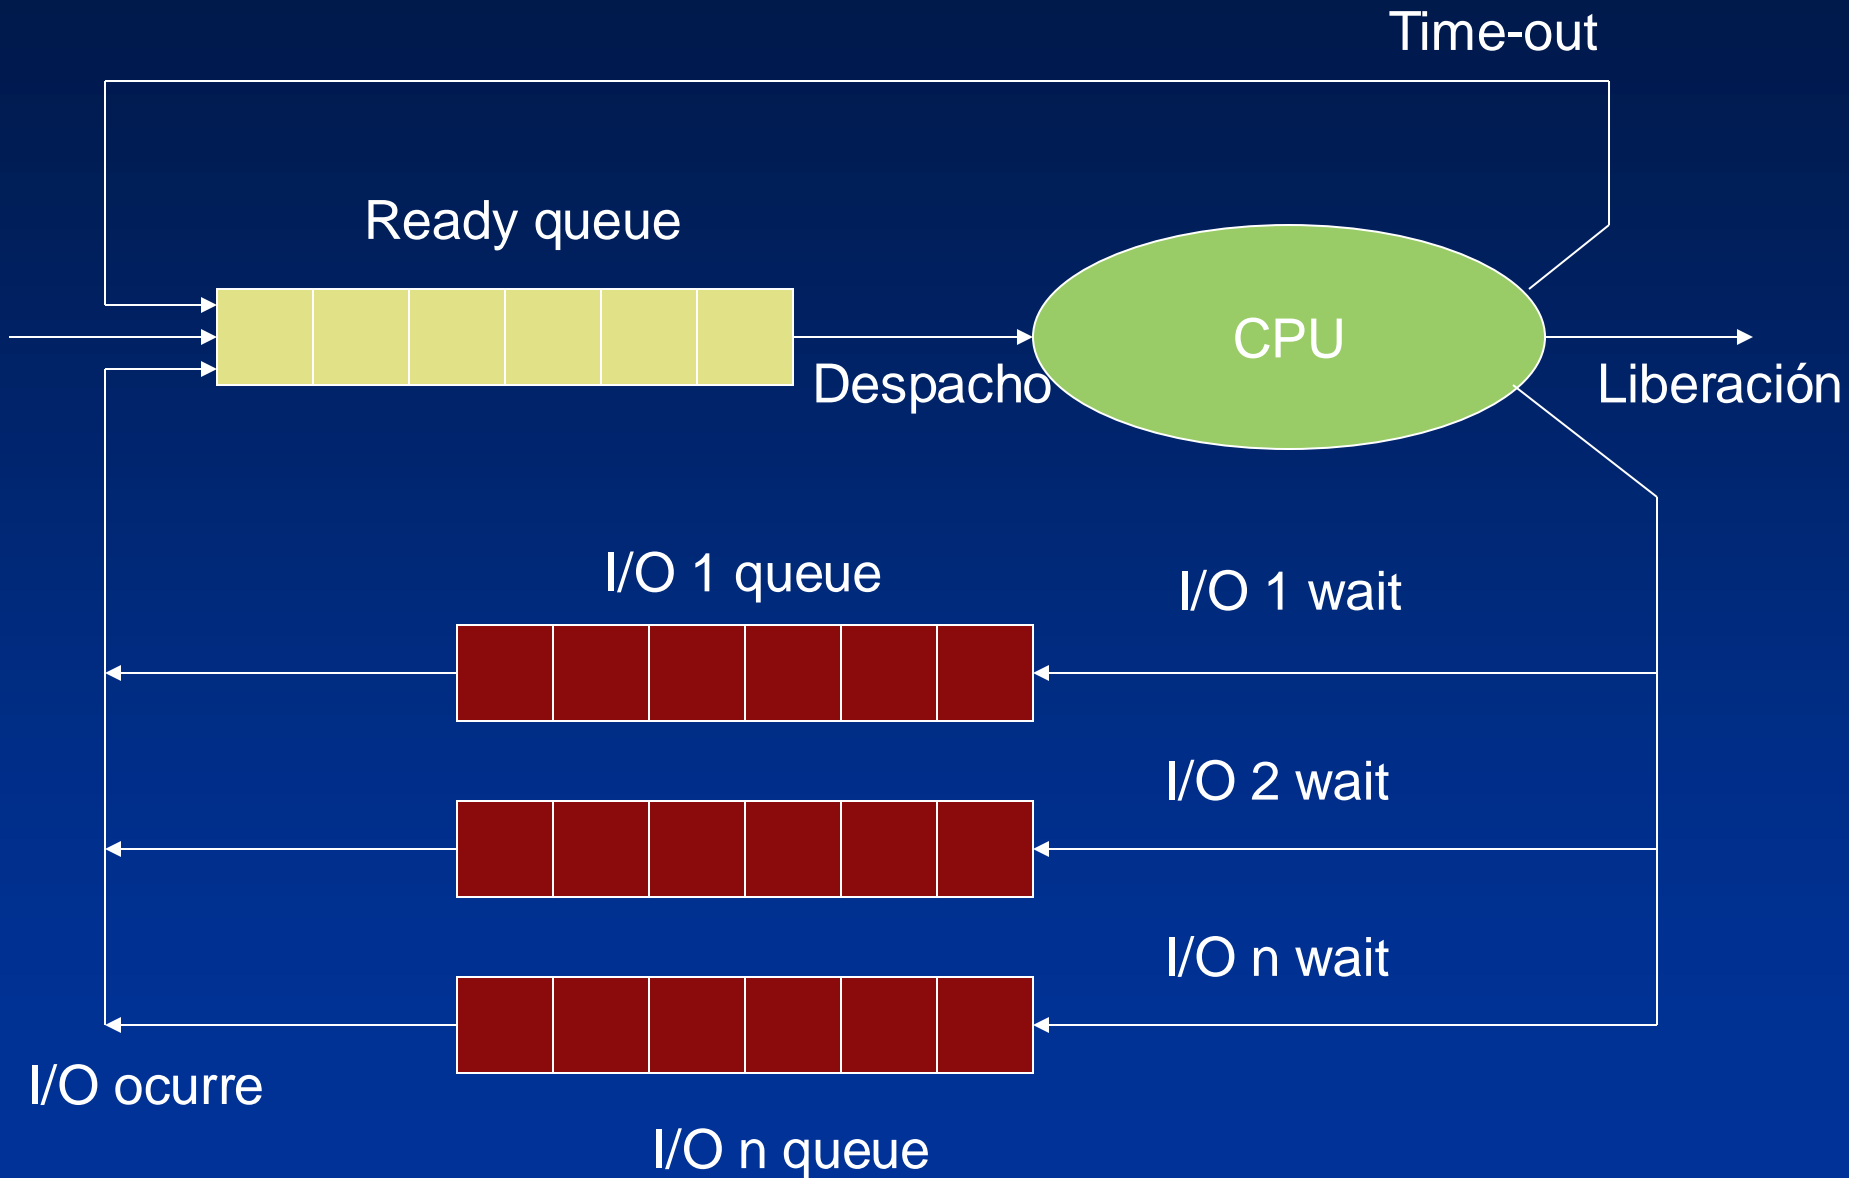 Time-out
Ready queue
CPU
Despacho
Liberación
I/O 1 queue
I/O 1 wait
I/O 2 wait
I/O n wait
I/O ocurre
I/O n queue